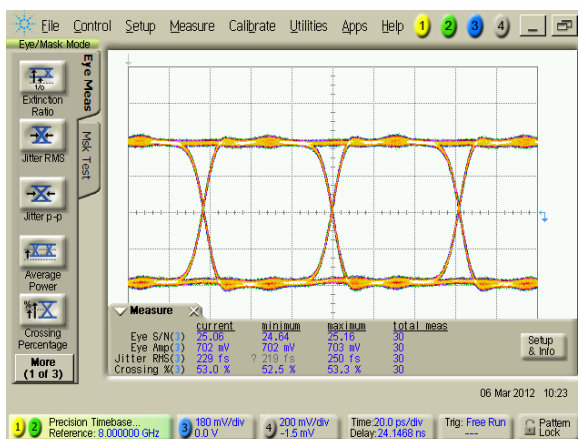 File Control Setup Measure Calibrate Utilities Apps Help 1 2 3 4
Eye/Mask Mode
Eye Meas
Msk Test
1/0
Extinction
Ratio
Jitter RMS
Jitter p-p
Average
Power
Crossing
Percentage
More
(1 of 3)
Measure
current minimum maximum total meas
Eye S/N(3) 25.06 24.64 25.16 30
Eye Amp(3) 702 mV 702 mV 703 mV 30
Jitter RMS(3) 229 fs ? 219 fs 250 fs 30
Crossing %(3) 53.0 % 52.5 % 53.3 % 30
Setup
& Info
06 Mar 2012 10:23
1 2 Precision Timebase...
Reference: 8.000000 GHz
3 180 mV/div
0.0 V
4 200 mV/div
-1.5 mV
Time:20.0 ps/div
Delay:24.1468 ns
Trig: Free Run
---
Pattern
Lock